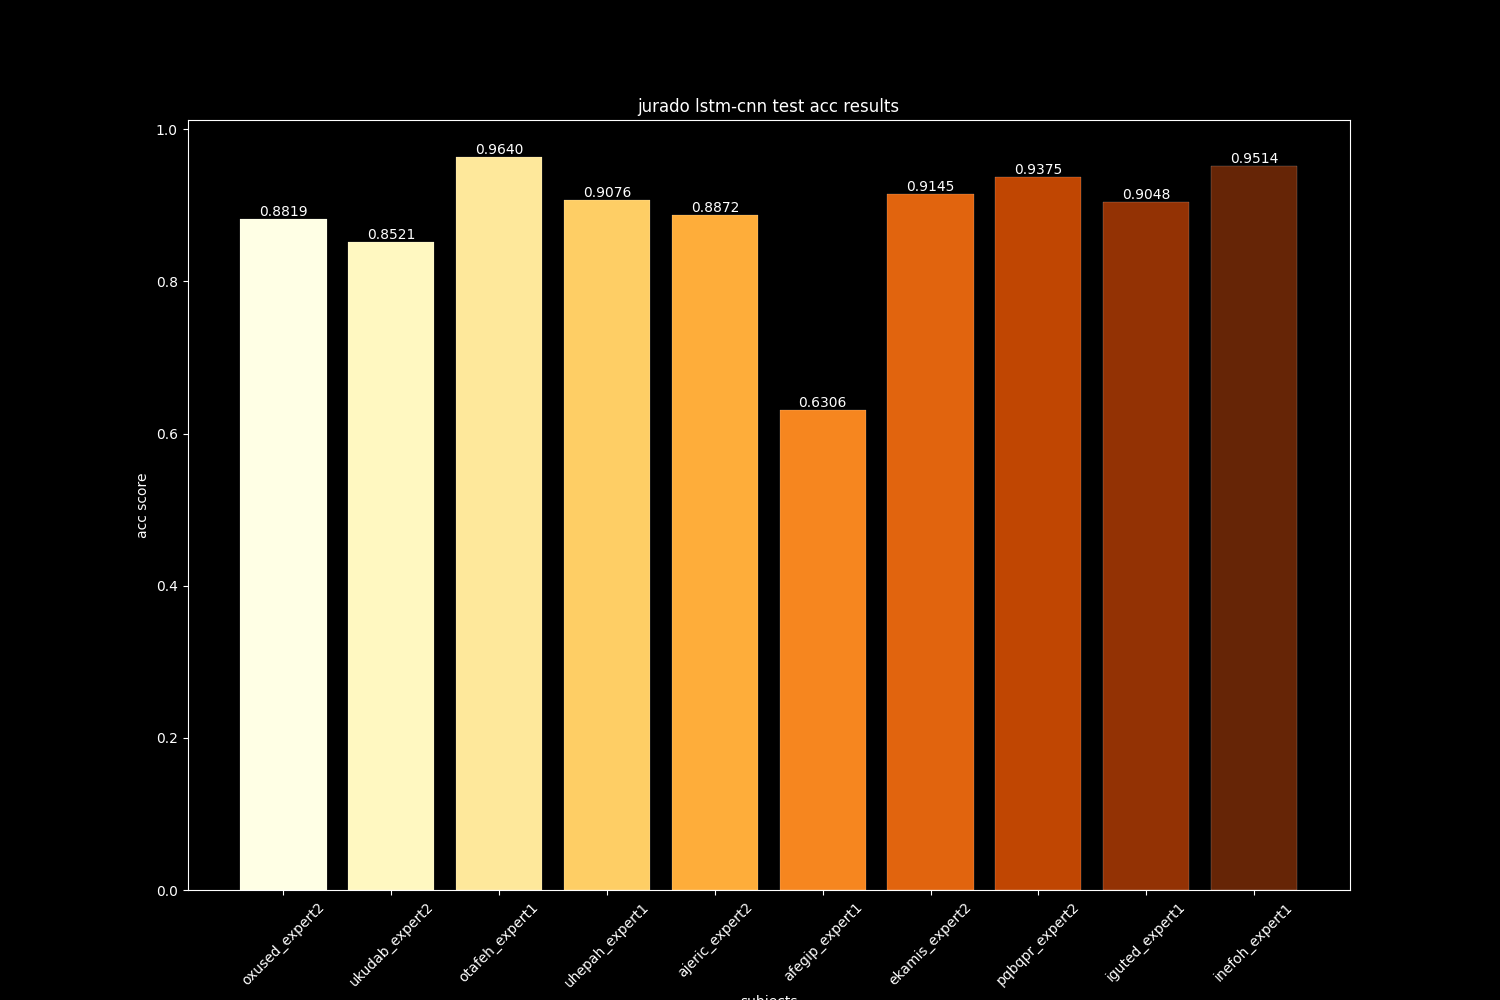 jurado lstm-cnn test acc results
1.0
0.8
0.6
0.4
0.2
0.0
acc score
0.8819
0.8521
0.9640
0.9076
0.8872
0.6306
0.9145
0.9375
0.9048
0.9514
oxused_expert2
ukudab_expert2
otafeh_expert1
uhepah_expert1
ajeric_expert2
afegip_expert1
ekamis_expert2
pqbqpr_expert2
iguted_expert1
inefoh_expert1
subjects